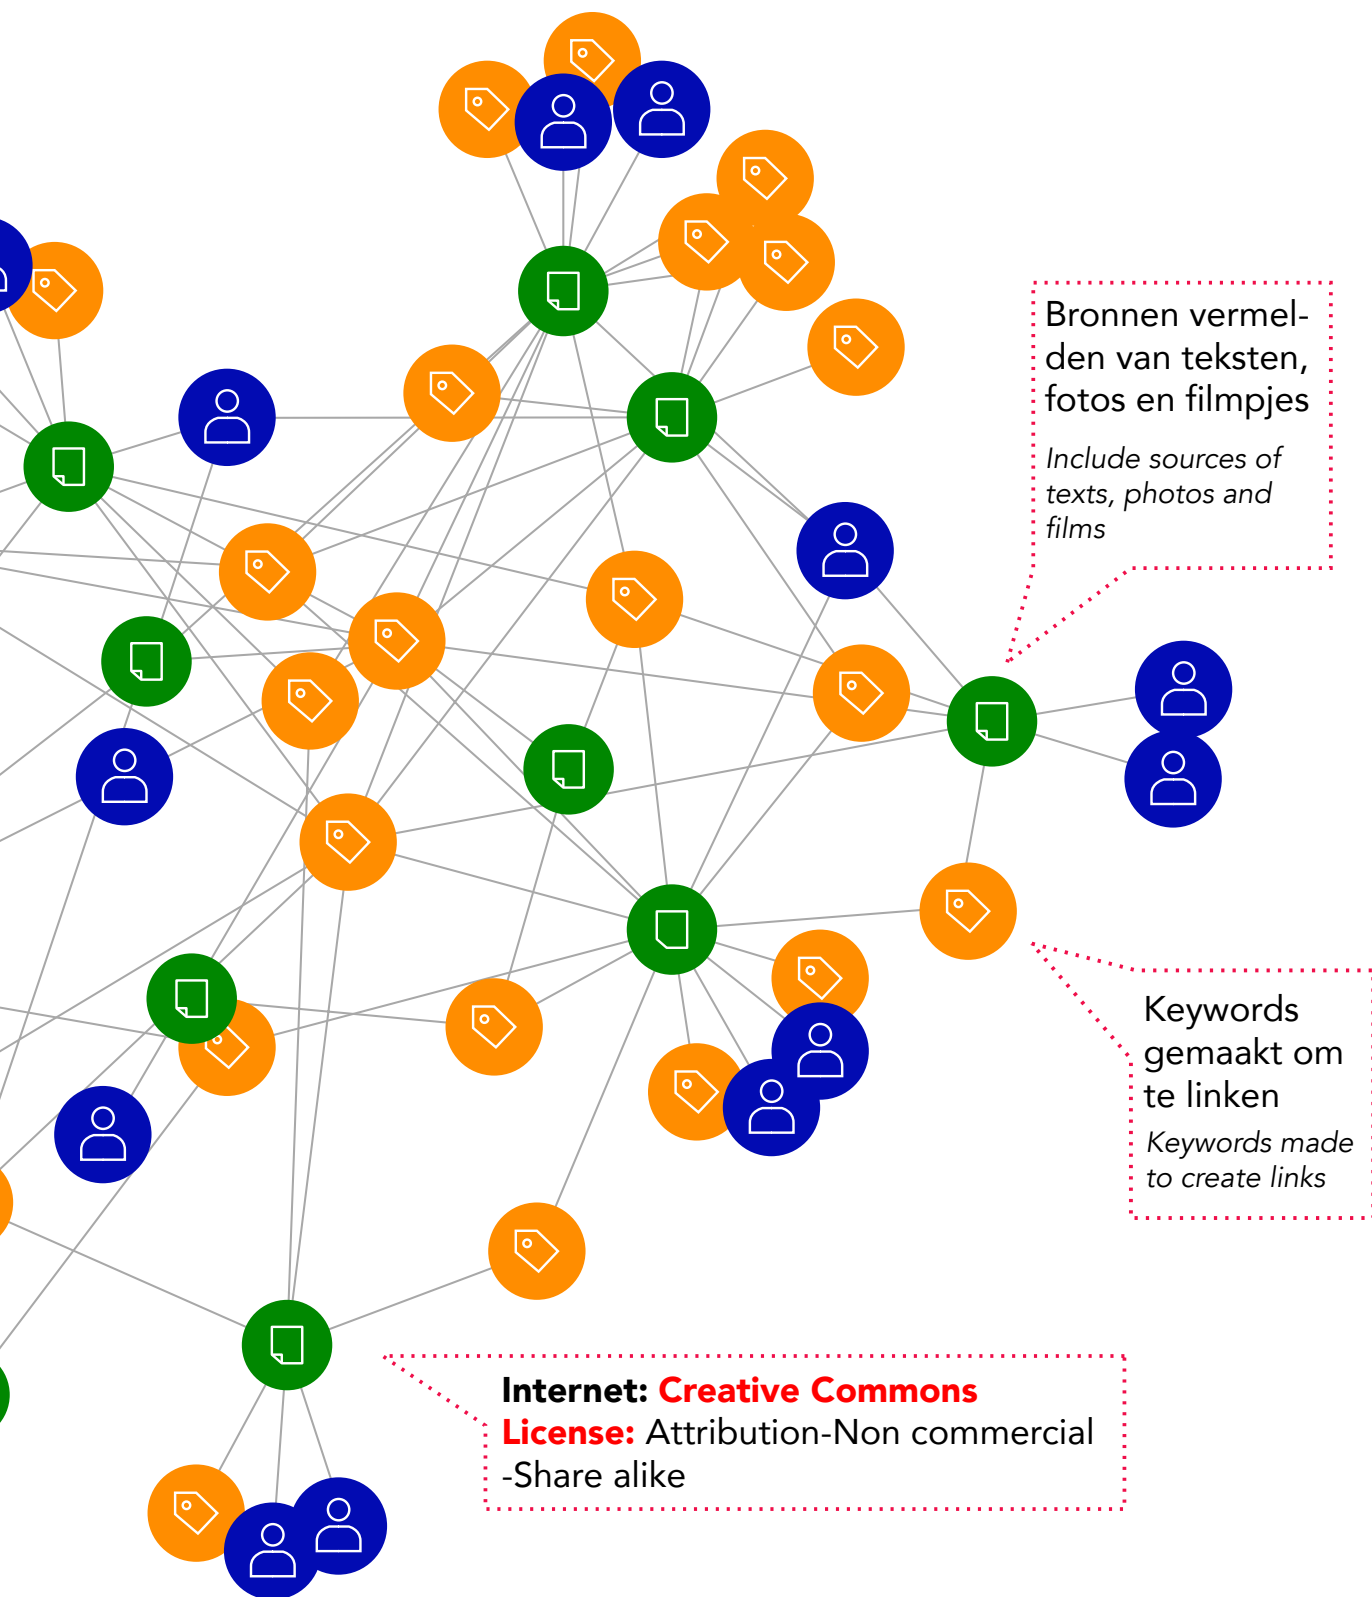 Bronnen vermel-
den van teksten,
fotos en filmpjes
Include sources of
texts, photos and
films
Keywords
gemaakt om
te linken
Keywords made
to create links
Internet: Creative Commons
License: Attribution-Non commercial
-Share alike